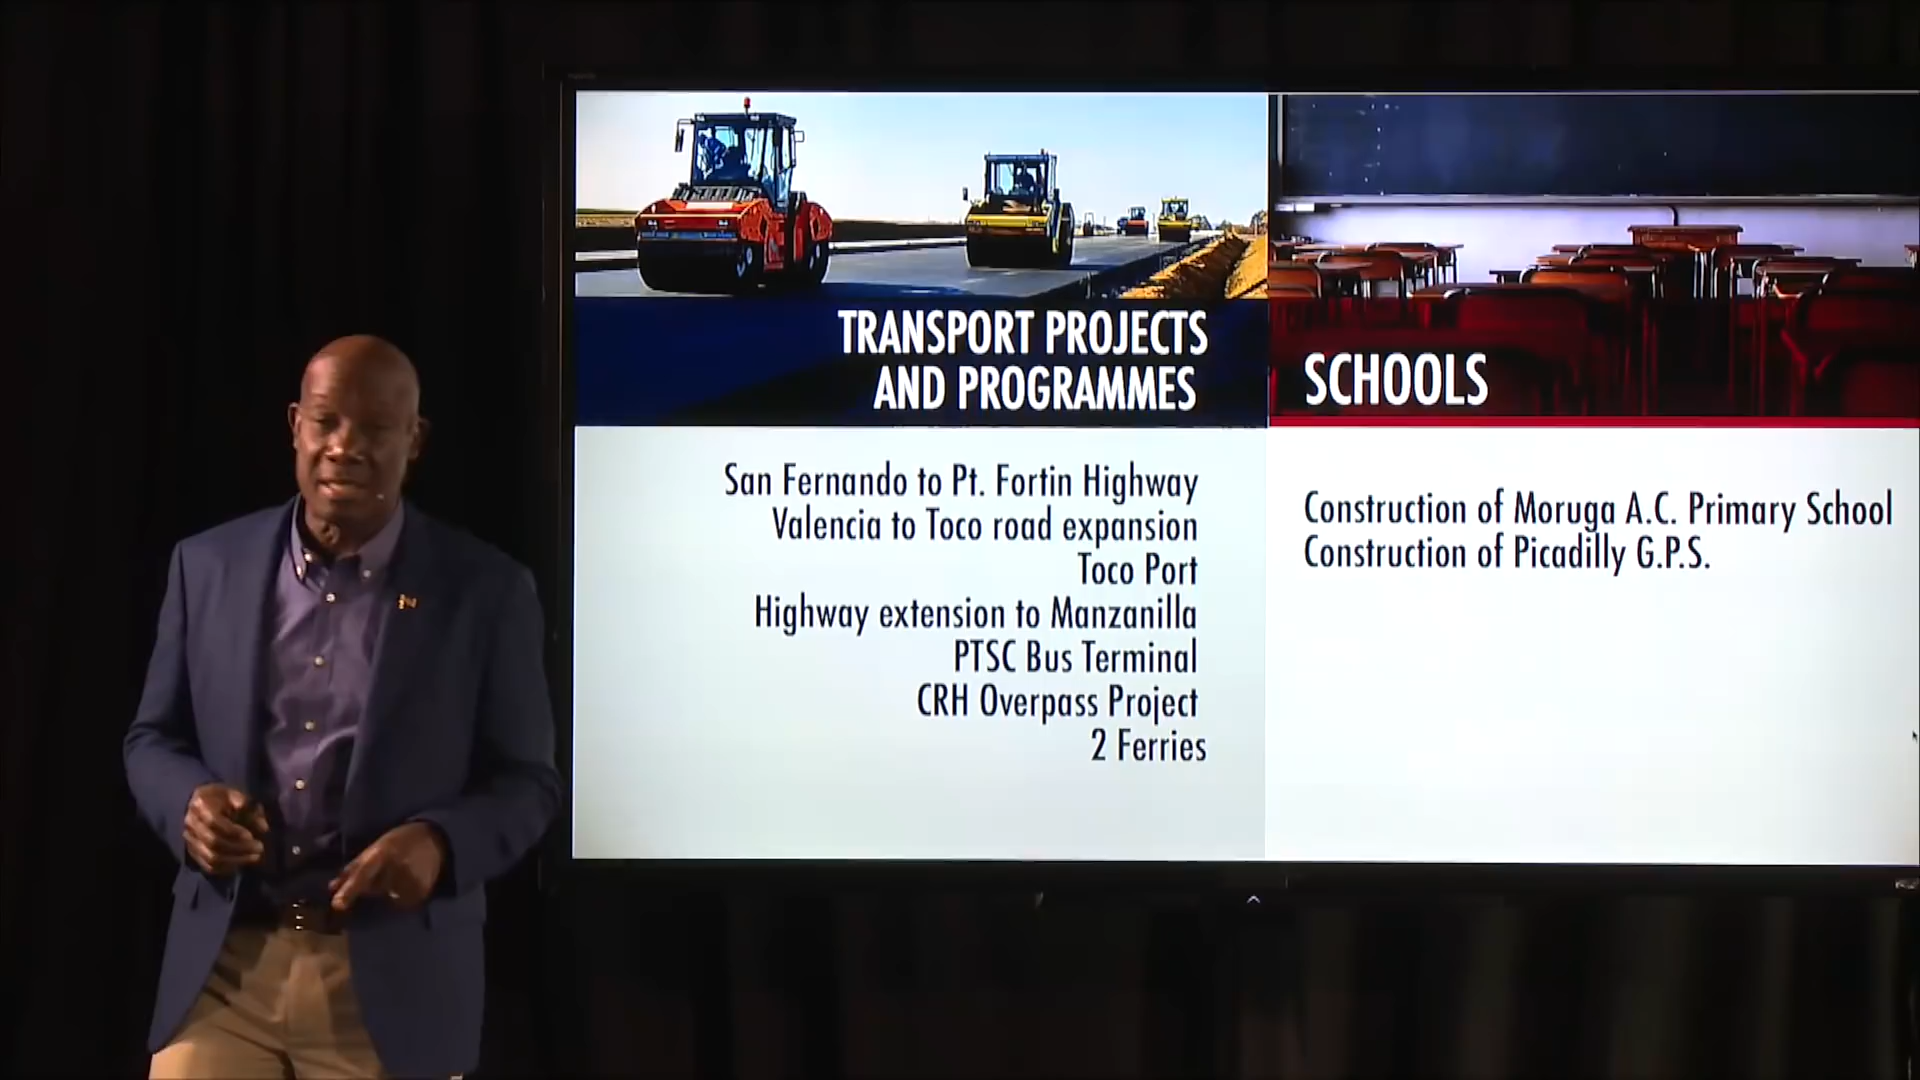 TRANSPORT PROJECTS
AND PROGRAMMES
San Fernando to Pt. Fortin Highway
Valencia to Toco road expansion
Toco Port
Highway extension to Manzanilla
PTSC Bus Terminal
CRH Overpass Project
2 Ferries
SCHOOLS
Construction of Moruga A.C. Primary School
Construction of Picadilly G.P.S.